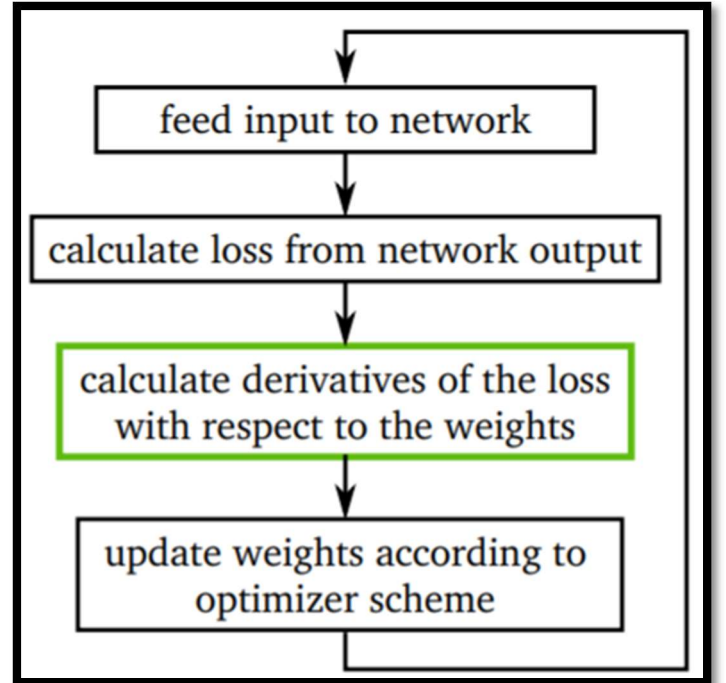 feed input to network
calculate loss from network output
calculate derivatives of the loss
with respect to the weights
update weights according to
optimizer scheme